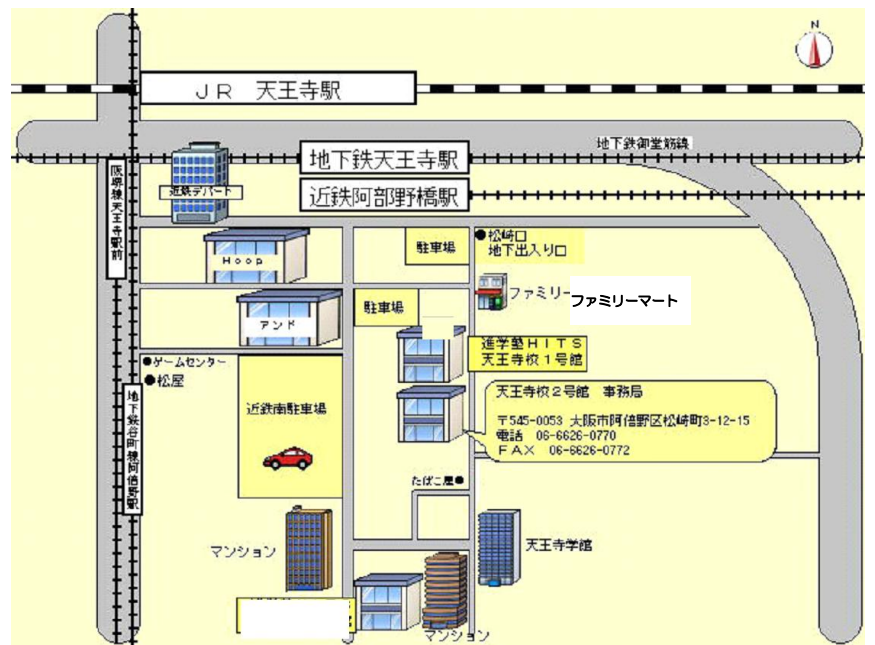 N
JR 天王寺駅
地下鉄御堂筋線
地下鉄天王寺駅
近鉄阿部野橋駅
阪堺線天王寺駅前
近鉄デパート
Hoop
駐車場
●松崎口
地下出入り口
ファミリー
ファミリーマート
アンド
駐車場
進学塾HITS
天王寺校1号館
●ゲームセンター
●松屋
近鉄南駐車場
天王寺校2号館 事務局
〒545-0053 大阪市阿倍野区松崎町3-12-15
電話 06-6626-0770
FAX 06-6626-0772
地下鉄谷町線阿倍野駅
たばこ屋●
マンション
天王寺学館
マンション